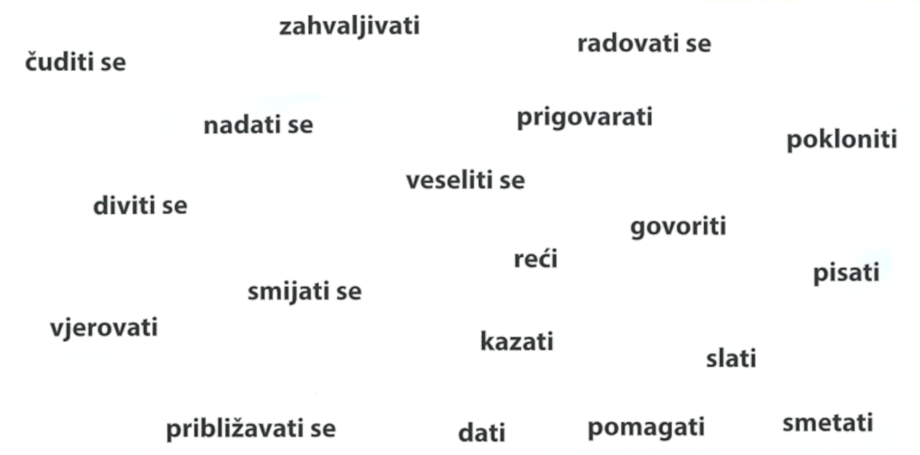 zahvaljivati
radovati se
čuditi se
nadati se
prigovarati
pokloniti
veseliti se
diviti se
govoriti
reći
pisati
smijati se
vjerovati
kazati
slati
približavati se
dati
pomagati
smetati